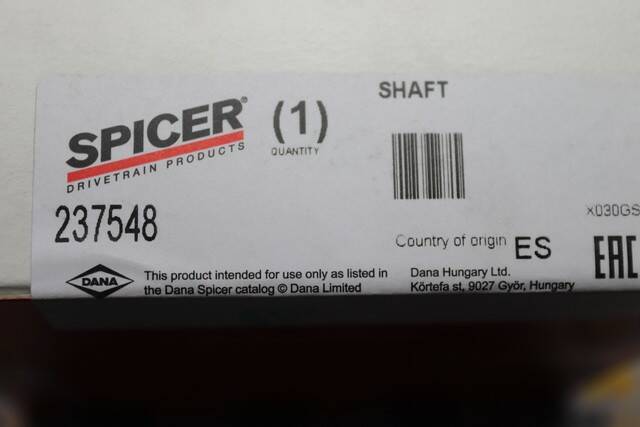 SHAFT
SPICER®
DRIVETRAIN PRODUCTS
(1)
QUANTITY
237548
X030GS
Country of origin ES
EAC
DANA
This product intended for use only as listed in
the Dana Spicer catalog © Dana Limited
Dana Hungary Ltd.
Körtefa st, 9027 Győr, Hungary